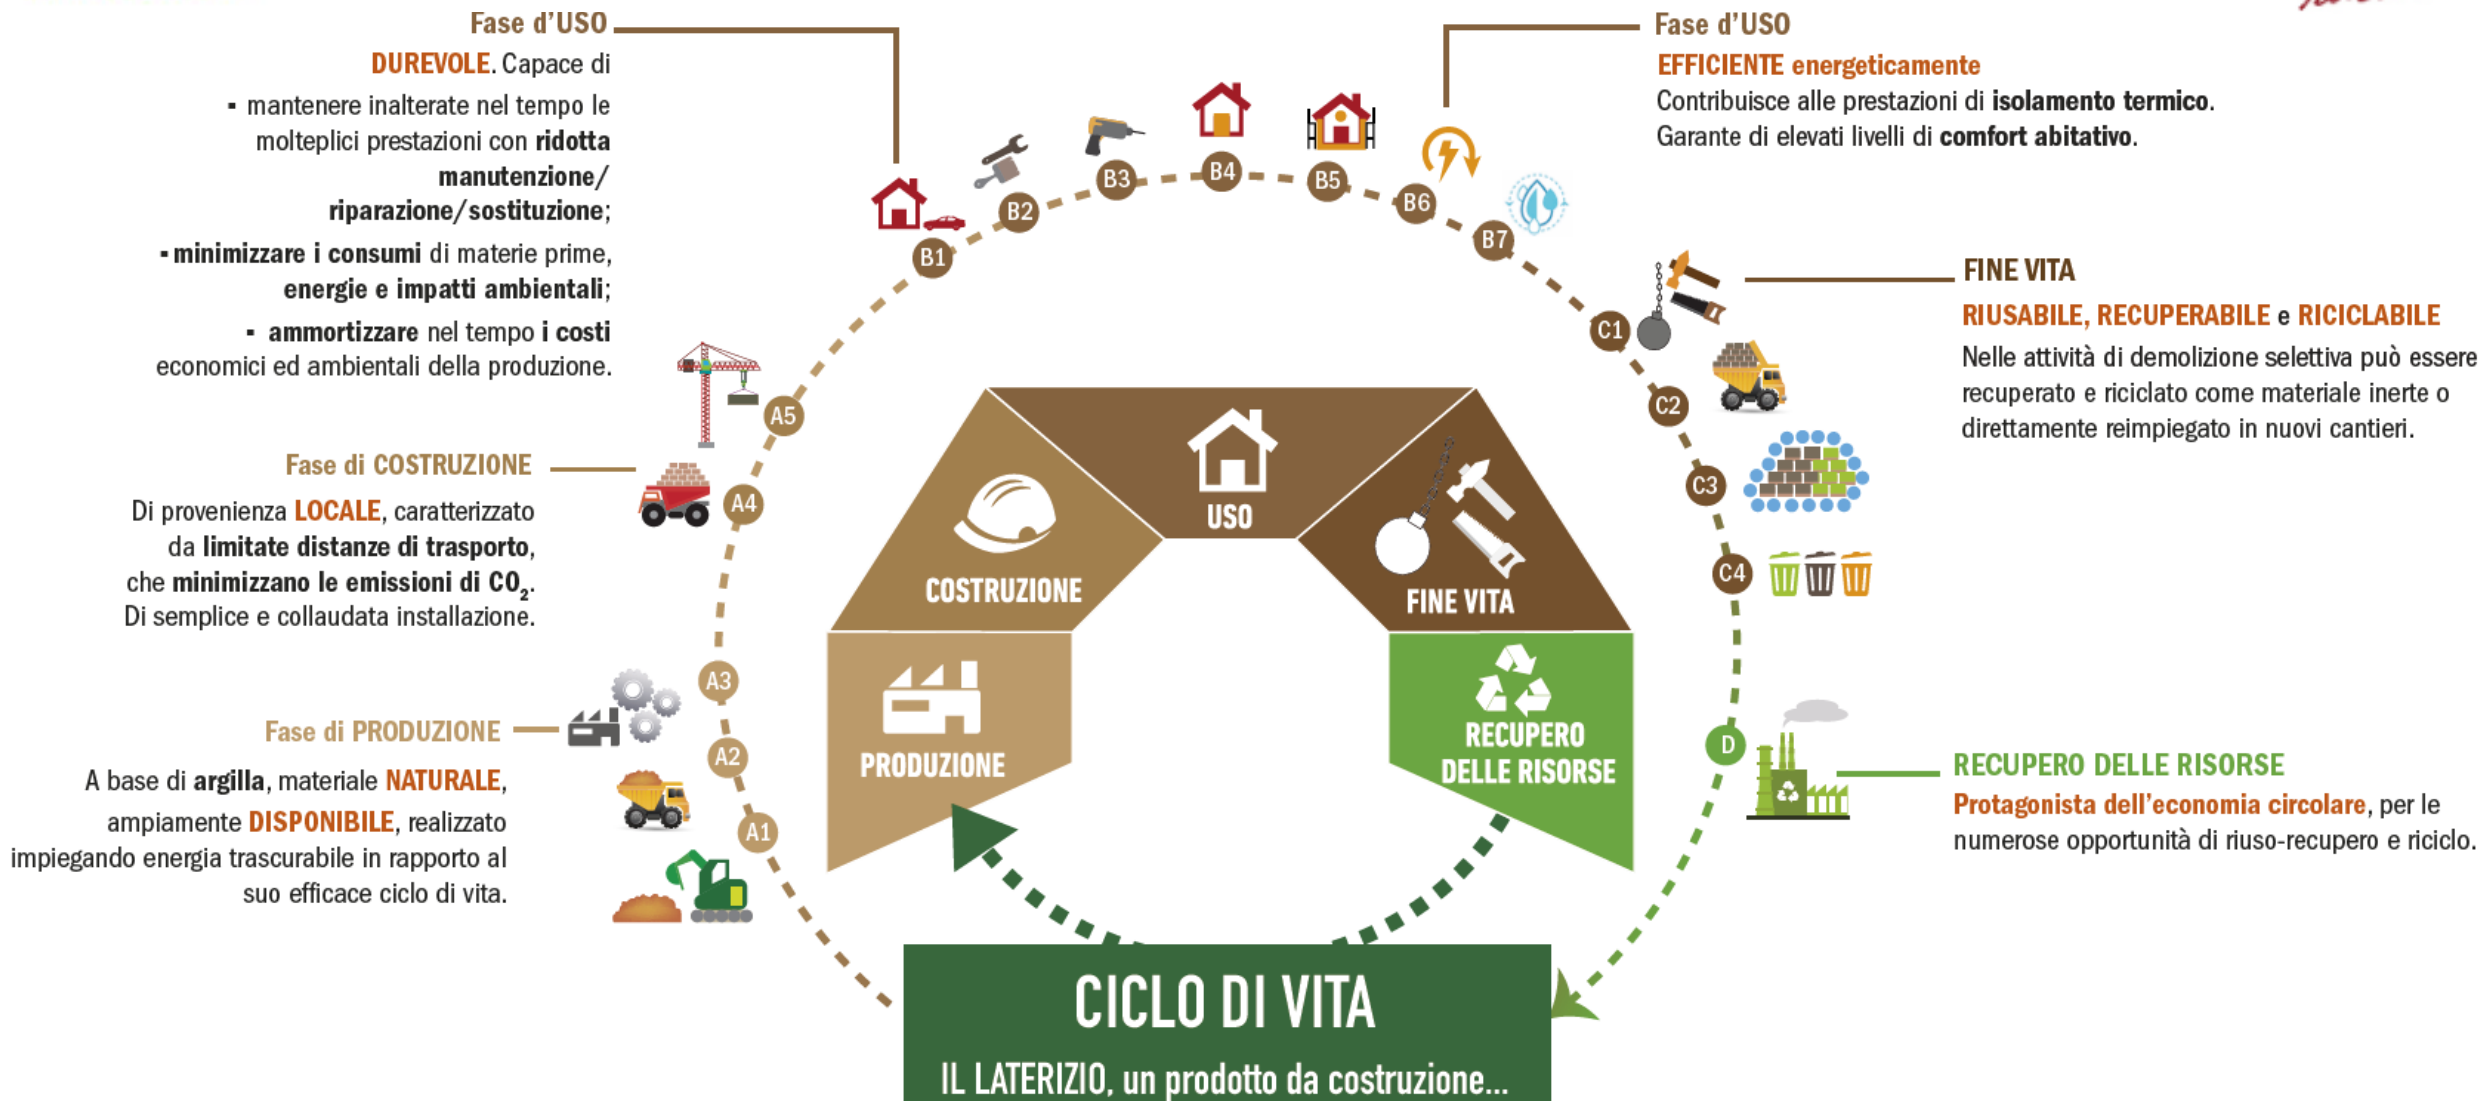 Fase d'USO
DUREVOLE. Capace di
▪ mantenere inalterate nel tempo le
molteplici prestazioni con ridotta
manutenzione/
riparazione/sostituzione;
▪ minimizzare i consumi di materie prime,
energie e impatti ambientali;
▪ ammortizzare nel tempo i costi
economici ed ambientali della produzione.
Fase di COSTRUZIONE
Di provenienza LOCALE, caratterizzato
da limitate distanze di trasporto,
che minimizzano le emissioni di CO₂.
Di semplice e collaudata installazione.
Fase di PRODUZIONE
A base di argilla, materiale NATURALE,
ampiamente DISPONIBILE, realizzato
impiegando energia trascurabile in rapporto al
suo efficace ciclo di vita.
A1
A2
A3
A4
A5
B1
B2
B3
B4
B5
B6
B7
C1
C2
C3
C4
D
PRODUZIONE
COSTRUZIONE
USO
FINE VITA
RECUPERO
DELLE RISORSE
Fase d'USO
EFFICIENTE energeticamente
Contribuisce alle prestazioni di isolamento termico.
Garante di elevati livelli di comfort abitativo.
FINE VITA
RIUSABILE, RECUPERABILE e RICICLABILE
Nelle attività di demolizione selettiva può essere
recuperato e riciclato come materiale inerte o
direttamente reimpiegato in nuovi cantieri.
RECUPERO DELLE RISORSE
Protagonista dell'economia circolare, per le
numerose opportunità di riuso-recupero e riciclo.
CICLO DI VITA
IL LATERIZIO, un prodotto da costruzione...